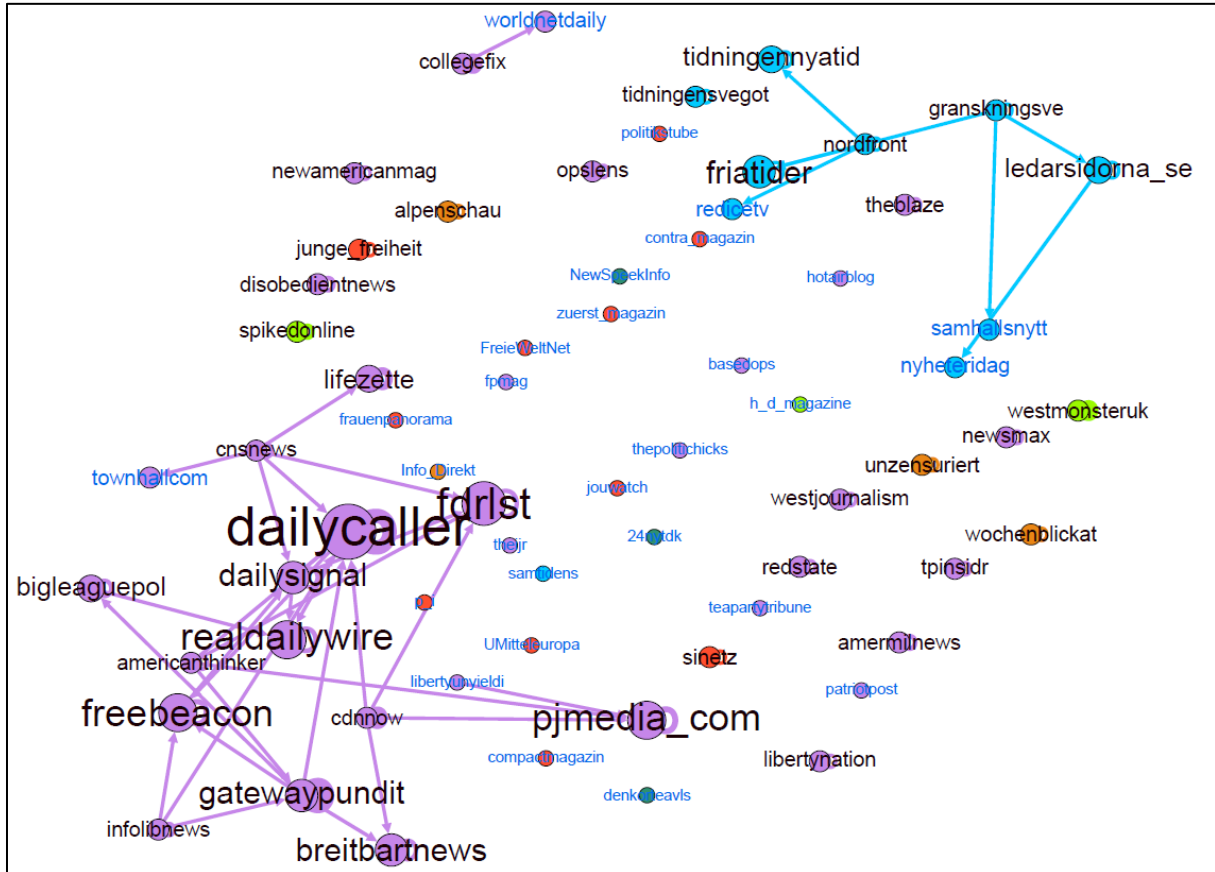 worldnetdaily
collegefix
tidningennyatid
tidningensvegot
granskningsve
politikstube
nordfront
newamericanmag
opslens
friatider
ledarsidorna_se
alpenschau
redicetv
theblaze
junge_freiheit
contra_magazin
disobedientnews
NewSpeekInfo
hotairblog
zuerst_magazin
spikedonline
samhallsnytt
FreieWeltNet
nyheteridag
lifezette
fpmag
basedops
h_d_magazine
frauenpanorama
westmonsteruk
newsmax
cnsnews
thepolitichicks
townhallcom
Info_Direkt
unzensuriert
jouwatch
fdrlst
westjournalism
dailycaller
24nytdk
wochenblickat
theijr
dailysignal
samtidens
redstate
tpinsidr
bigleaguepol
p_i
teapartytribune
realdailywire
UMitteleuropa
amermilnews
americanthinker
sinetz
libertyunyieldi
patriotpost
freebeacon
cdnnow
pjmedia_com
compactmagazin
libertynation
gatewaypundit
denkorteavls
infolibnews
breitbartnews